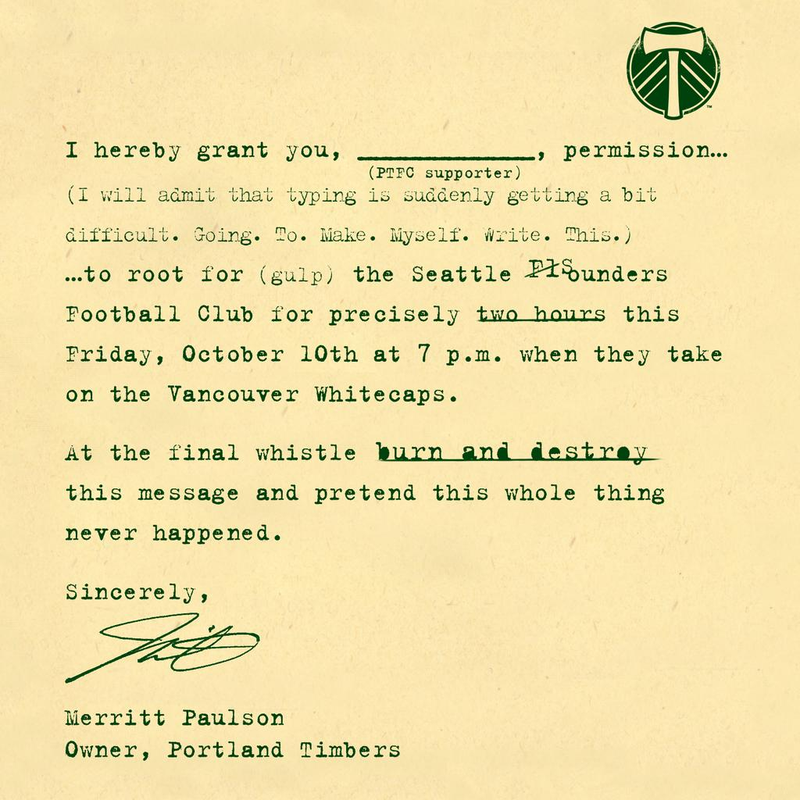 I hereby grant you, ____________, permission…
(PTFC supporter)
(I will admit that typing is suddenly getting a bit
difficult. Going. To. Make. Myself. Write. This.)
…to root for (gulp) the Seattle Sounders
Football Club for precisely two hours this
Friday, October 10th at 7 p.m. when they take
on the Vancouver Whitecaps.
At the final whistle burn and destroy
this message and pretend this whole thing
never happened.
Sincerely,
Merritt Paulson
Owner, Portland Timbers